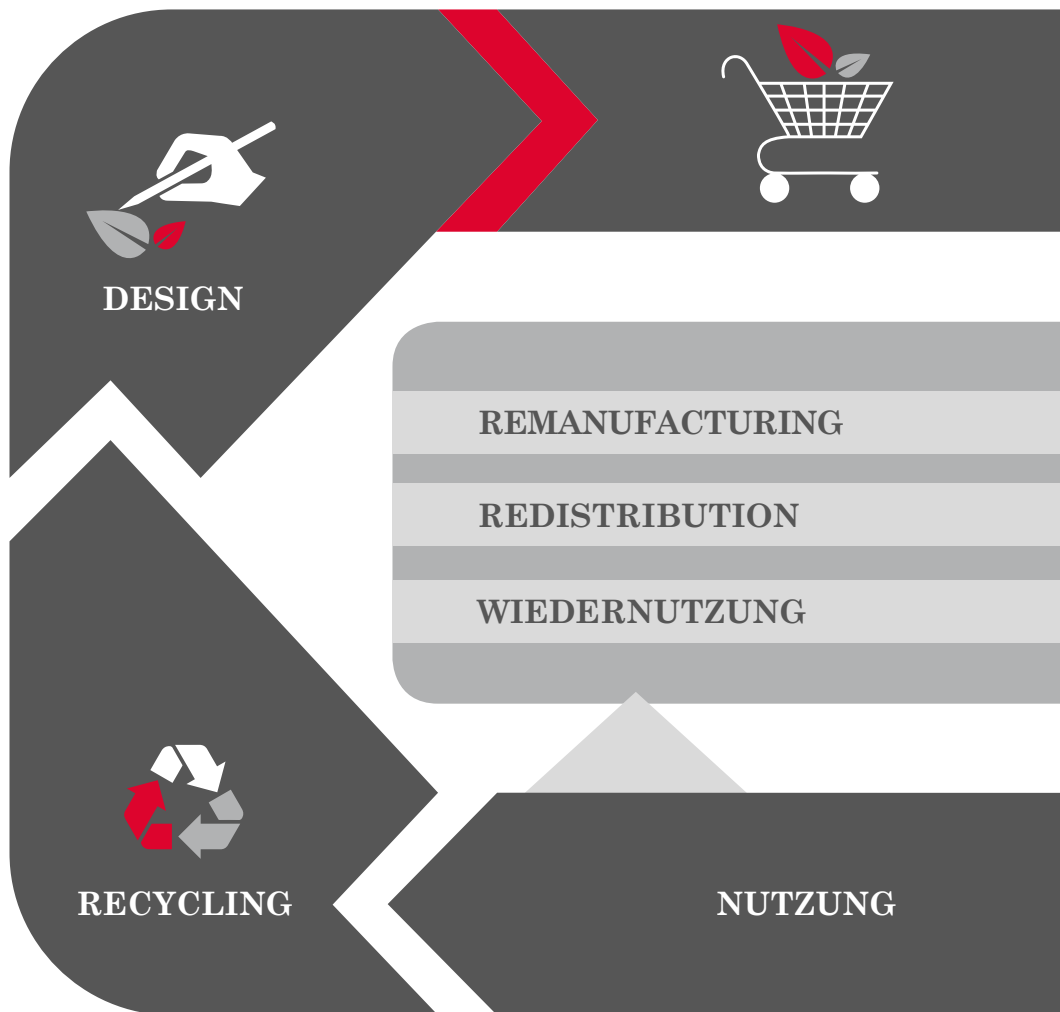 DESIGN
REMANUFACTURING
REDISTRIBUTION
WIEDERNUTZUNG
RECYCLING
NUTZUNG